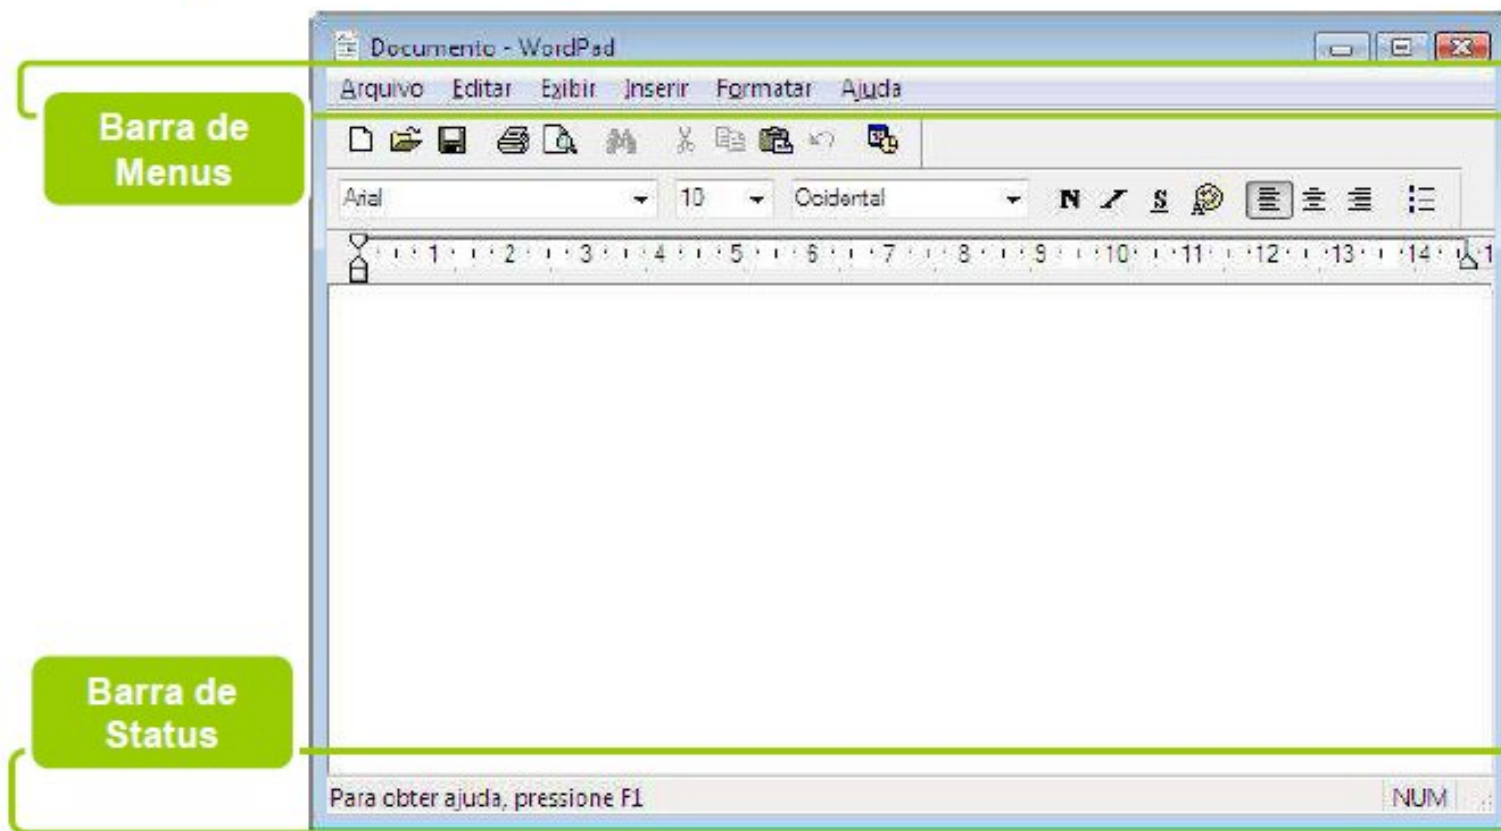 Documento - WordPad
Arquivo Editar Exibir Inserir Formatar Ajuda
Barra de
Menus
Arial 10 Ocidental N I S
1 2 3 4 5 6 7 8 9 10 11 12 13 14 1
Barra de
Status
Para obter ajuda, pressione F1 NUM